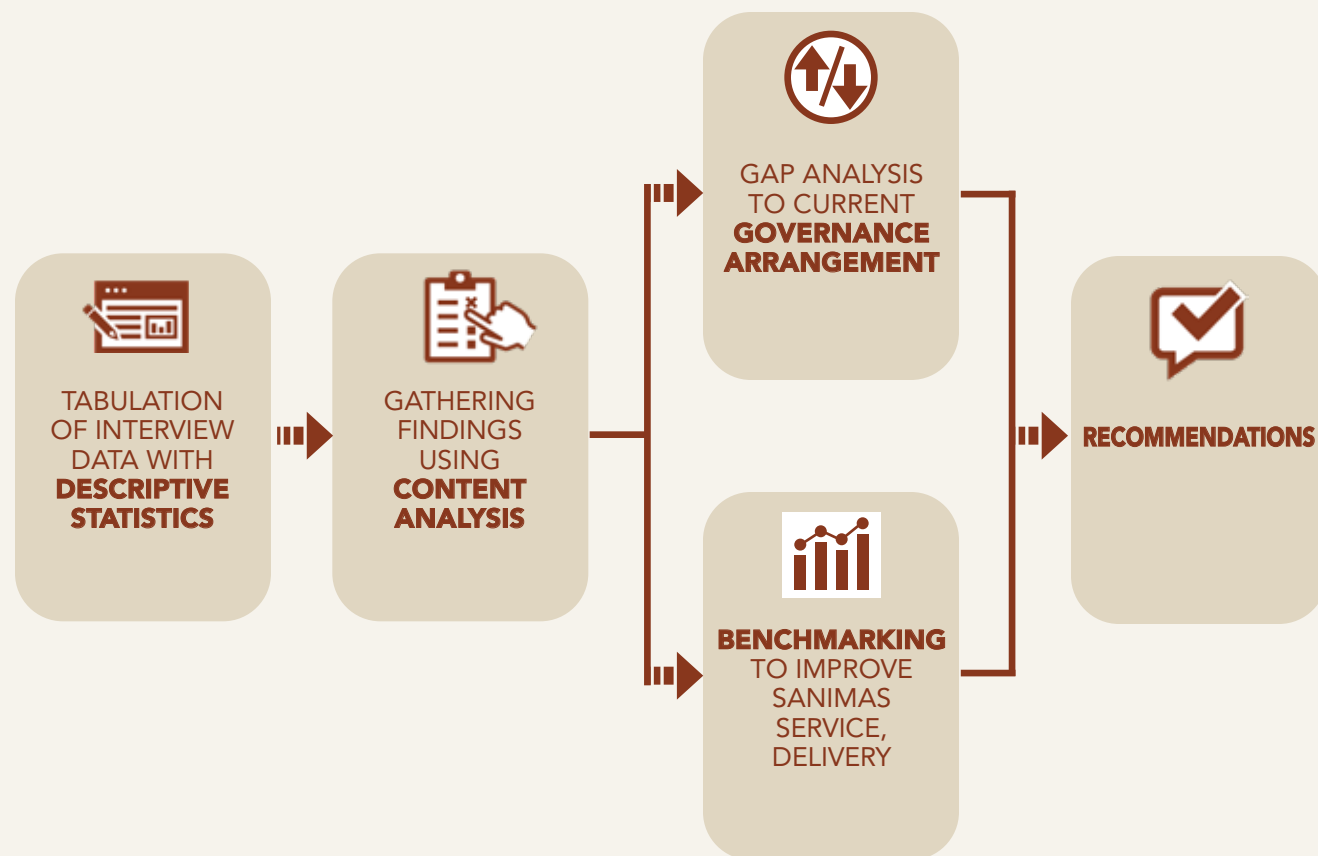 TABULATION
OF INTERVIEW
DATA WITH
DESCRIPTIVE
STATISTICS
GATHERING
FINDINGS
USING
CONTENT
ANALYSIS
GAP ANALYSIS
TO CURRENT
GOVERNANCE
ARRANGEMENT
BENCHMARKING
TO IMPROVE
SANIMAS
SERVICE,
DELIVERY
RECOMMENDATIONS